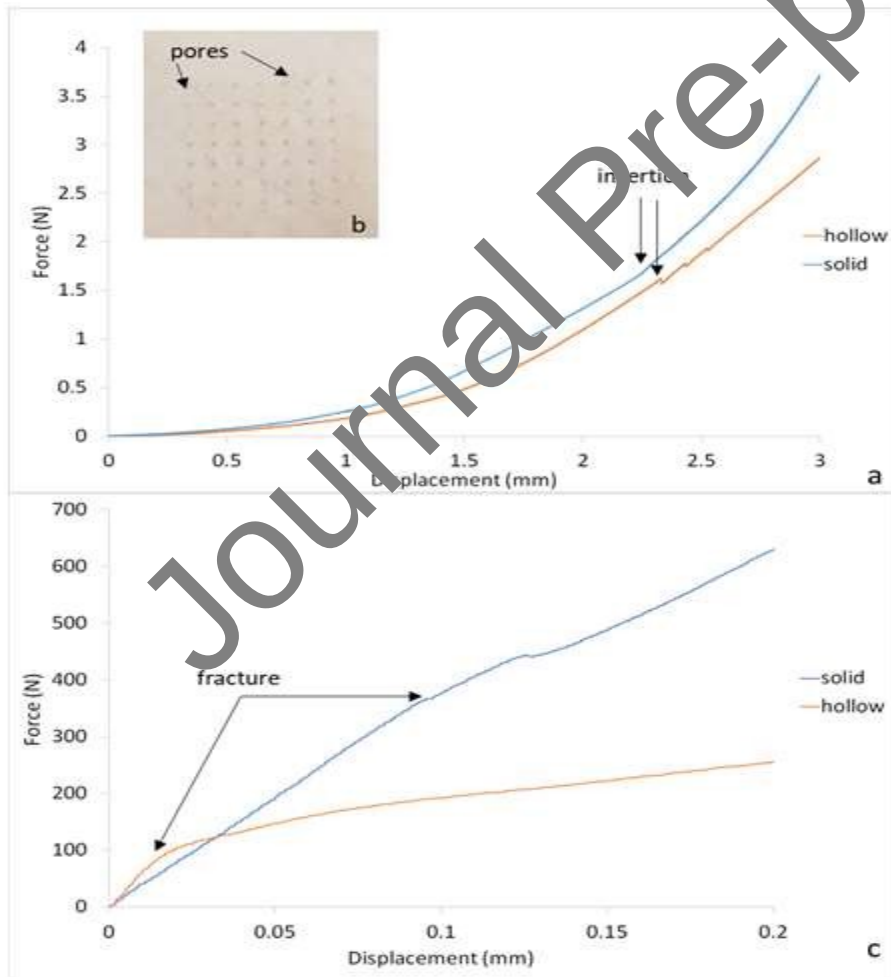 Journal Pre-p
4
3.5
3
2.5
2
1.5
1
0.5
0
Force (N)
pores
b
insertion
hollow
solid
0
0.5
1
1.5
2
2.5
3
Displacement (mm)
a
700
600
500
400
300
200
100
0
Force (N)
fracture
solid
hollow
0
0.05
0.1
0.15
0.2
Displacement (mm)
c